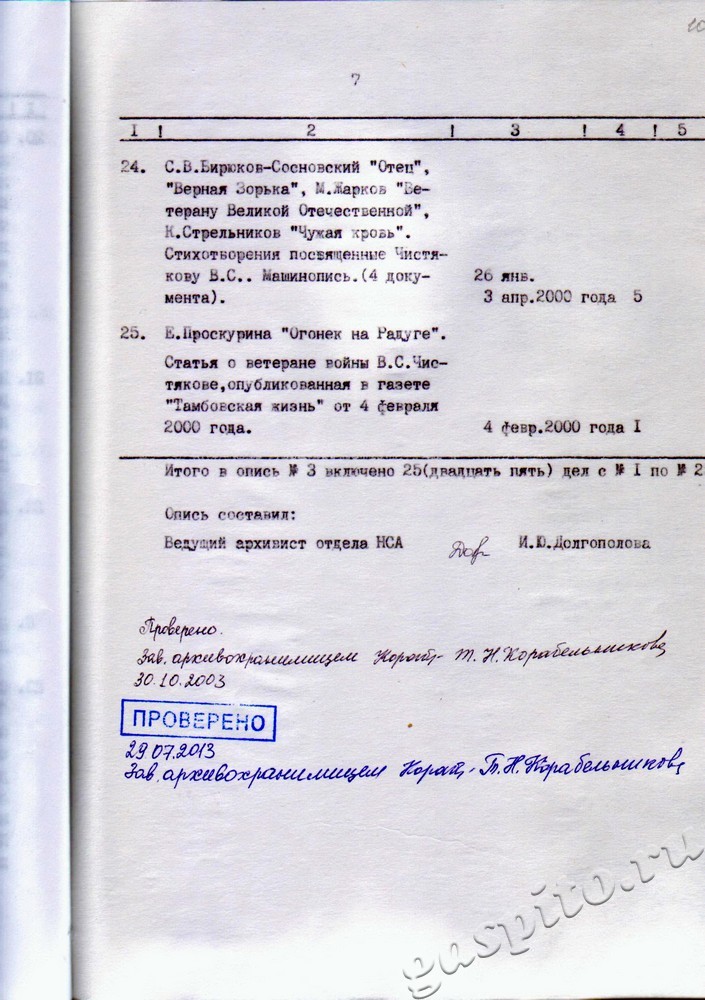 7
I ! 2 ! 3 ! 4 ! 5
24. С.В.Бирюков-Сосновский "Отец",
"Верная Зорька", М.Жарков "Ве-
терану Великой Отечественной",
К.Стрельников "Чужая кровь".
Стихотворения посвященные Чистя-
кову В.С.. Машинопись.(4 доку- 26 янв.
мента). 3 апр.2000 года 5
25. Е.Проскурина "Огонек на Радуге".
Статья о ветеране войны В.С.Чис-
тякове,опубликованная в газете
"Тамбовская жизнь" от 4 февраля
2000 года. 4 февр.2000 года I
Итого в опись № 3 включено 25(двадцать пять) дел с № I по № 2
Опись составил:
Ведущий архивист отдела НСА И.Ю.Долгополова
Проверено.
Зав. архивохранилищем Т.Н.Корабельникова
30.10.2003
ПРОВЕРЕНО
29.07.2013
Зав. архивохранилищем Т.Н.Корабельникова
gaspito.ru